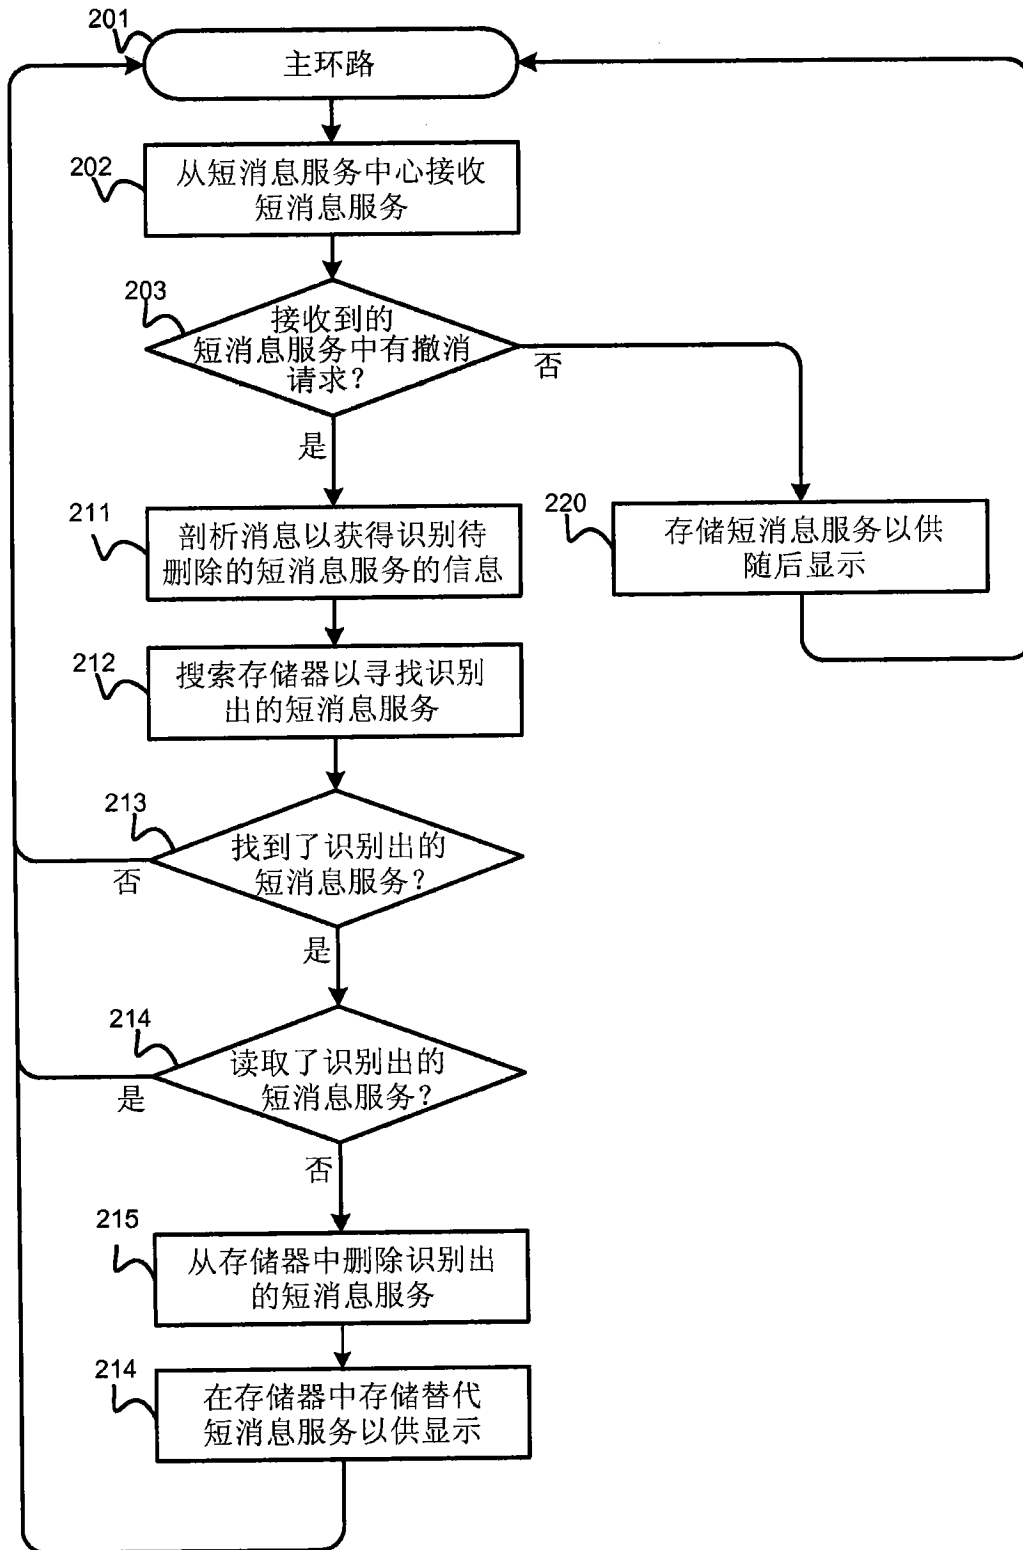 201
主环路
202
从短消息服务中心接收
短消息服务
203
接收到的
短消息服务中有撤消
请求？
否
是
211
剖析消息以获得识别待
删除的短消息服务的信息
220
存储短消息服务以供
随后显示
212
搜索存储器以寻找识别
出的短消息服务
213
找到了识别出的
短消息服务？
否
是
214
读取了识别出的
短消息服务？
是
否
215
从存储器中删除识别出
的短消息服务
214
在存储器中存储替代
短消息服务以供显示